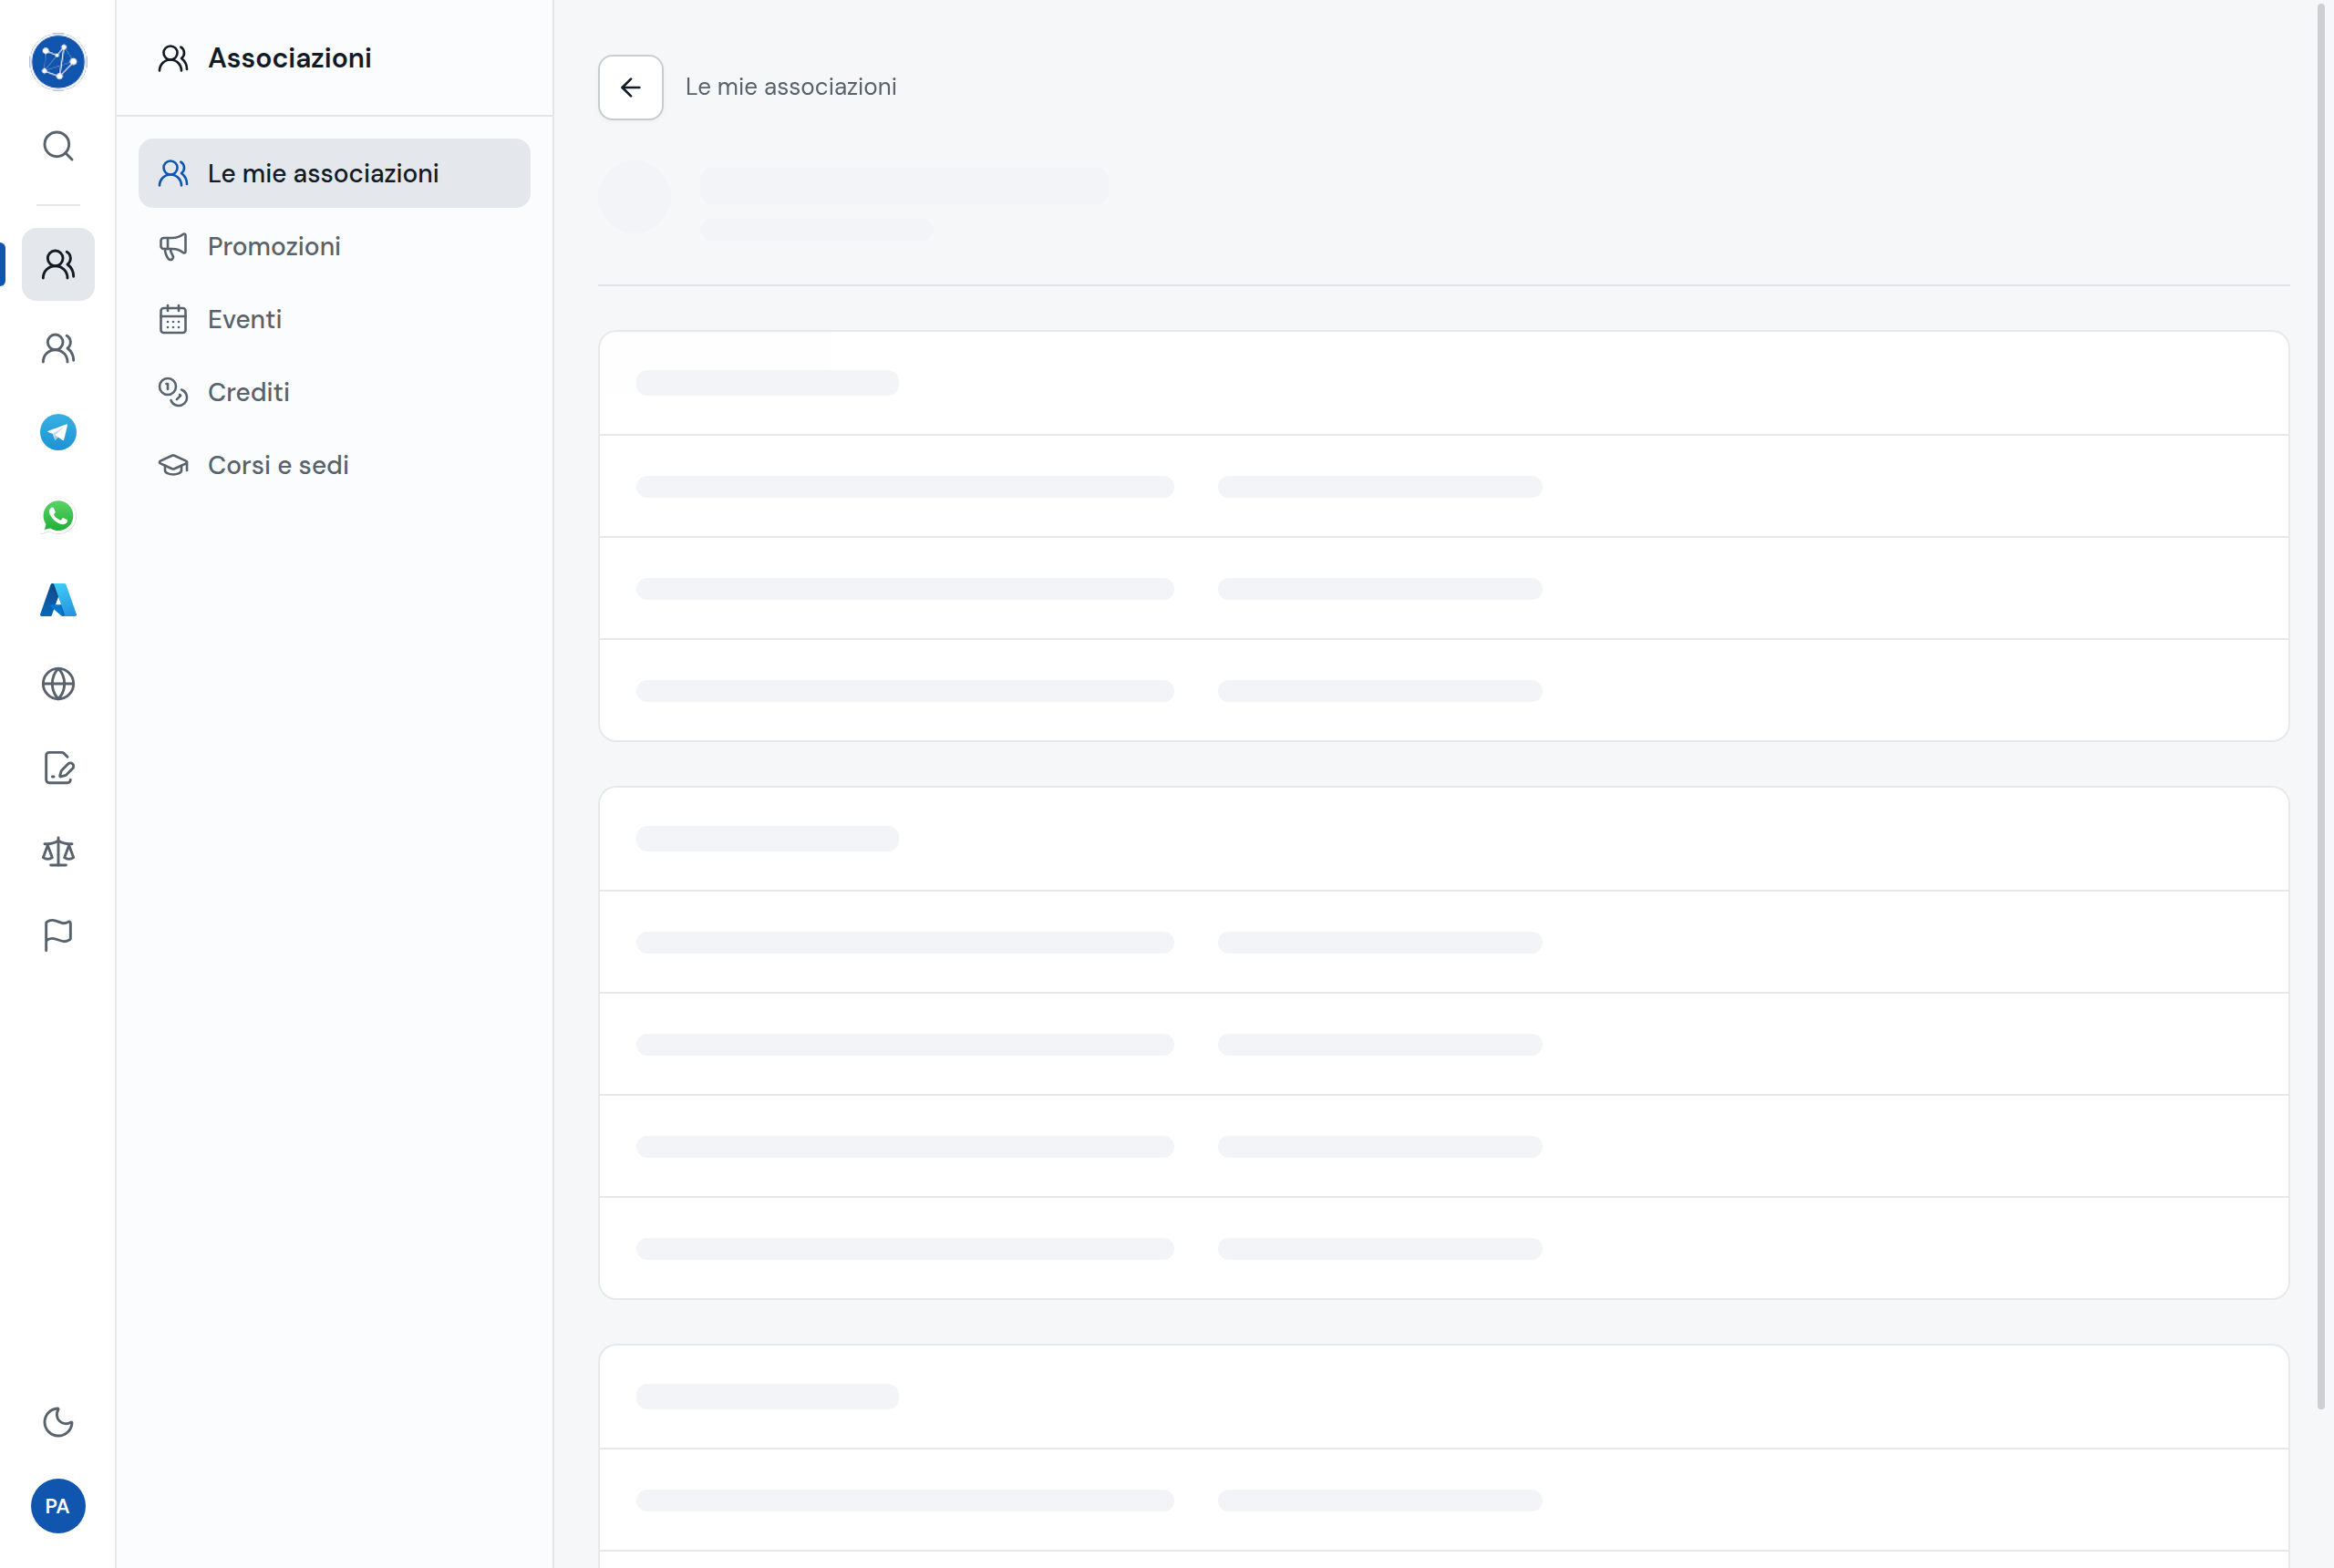 Associazioni
Le mie associazioni
Promozioni
Eventi
Crediti
Corsi e sedi
Le mie associazioni
PA